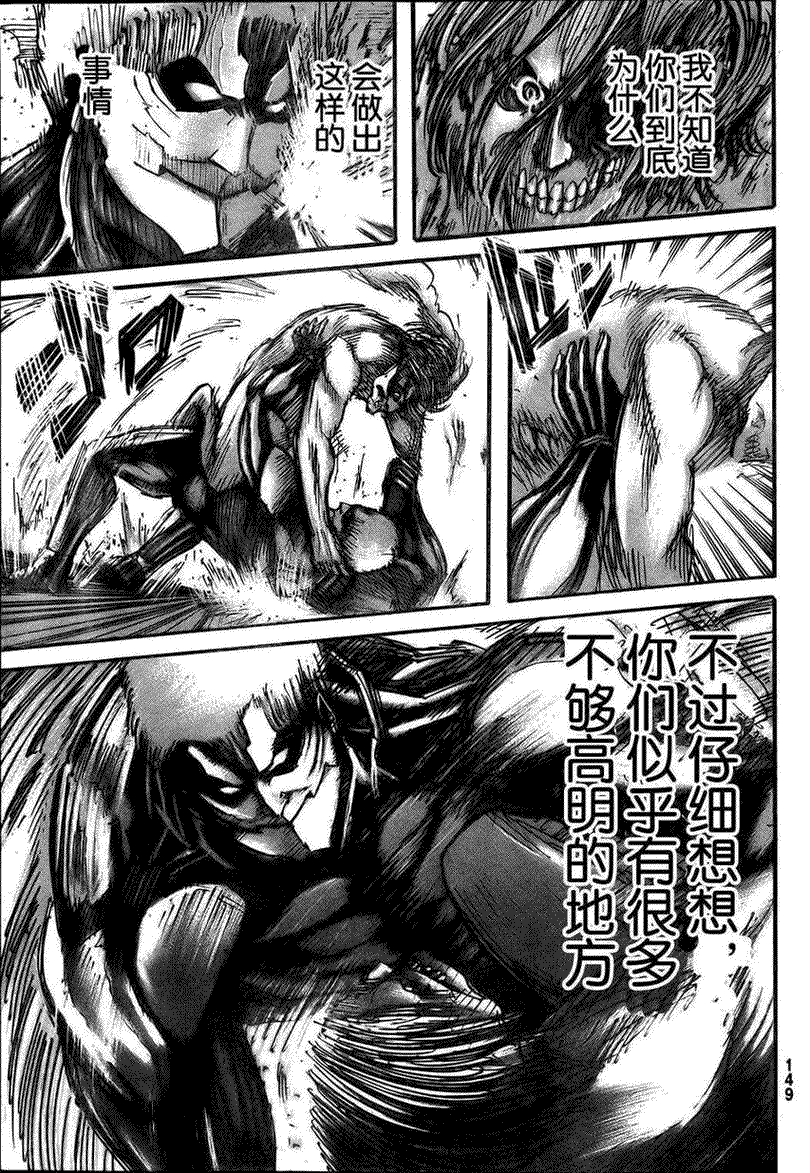 我不知道
你们到底
为什么
会做出
这样的
事情
不过仔细想想，
你们似乎有很多
不够高明的地方
149